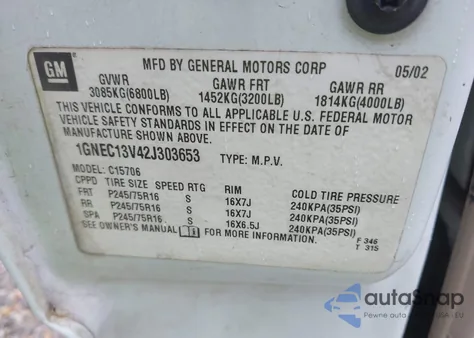 GM
MFD BY GENERAL MOTORS CORP 05/02
GVWR GAWR FRT GAWR RR
3085KG(6800LB) 1452KG(3200LB) 1814KG(4000LB)
THIS VEHICLE CONFORMS TO ALL APPLICABLE U.S. FEDERAL MOTOR
VEHICLE SAFETY STANDARDS IN EFFECT ON THE DATE OF
MANUFACTURE SHOWN ABOVE.
1GNEC13V42J303653 TYPE: M.P.V.
MODEL: C15706
CPPD TIRE SIZE SPEED RTG RIM COLD TIRE PRESSURE
FRT P245/75R16 S 16X7J 240KPA(35PSI)
RR P245/75R16 S 16X7J 240KPA(35PSI)
SPA P245/75R16 S 16X6.5J 240KPA(35PSI)
SEE OWNER'S MANUAL FOR MORE INFORMATION. F 346
T 315
autoSnap
Pewne auto USA - EU